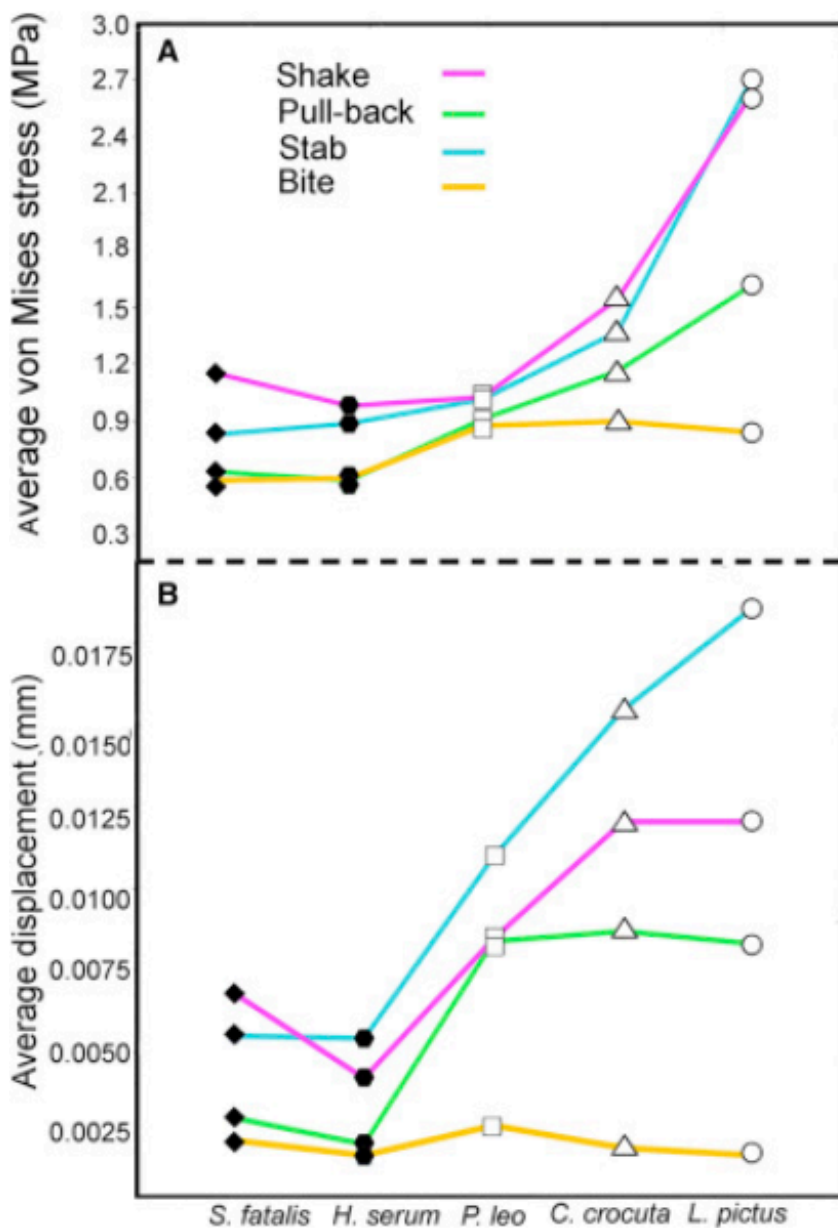 Average von Mises stress (MPa)
3.0
2.7
2.4
2.1
1.8
1.5
1.2
0.9
0.6
0.3
A
Shake
Pull-back
Stab
Bite
B
Average displacement (mm)
0.0175
0.0150
0.0125
0.0100
0.0075
0.0050
0.0025
S. fatalis H. serum P. leo C. crocuta L. pictus